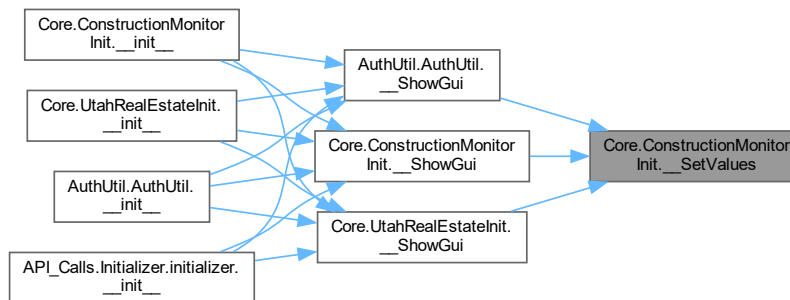 Core.ConstructionMonitor
Init.__init__
Core.UtahRealEstateInit.
__init__
AuthUtil.AuthUtil.
__init__
API_Calls.Initializer.initializer.
__init__
AuthUtil.AuthUtil.
__ShowGui
Core.ConstructionMonitor
Init.__ShowGui
Core.UtahRealEstateInit.
__ShowGui
Core.ConstructionMonitor
Init.__SetValues